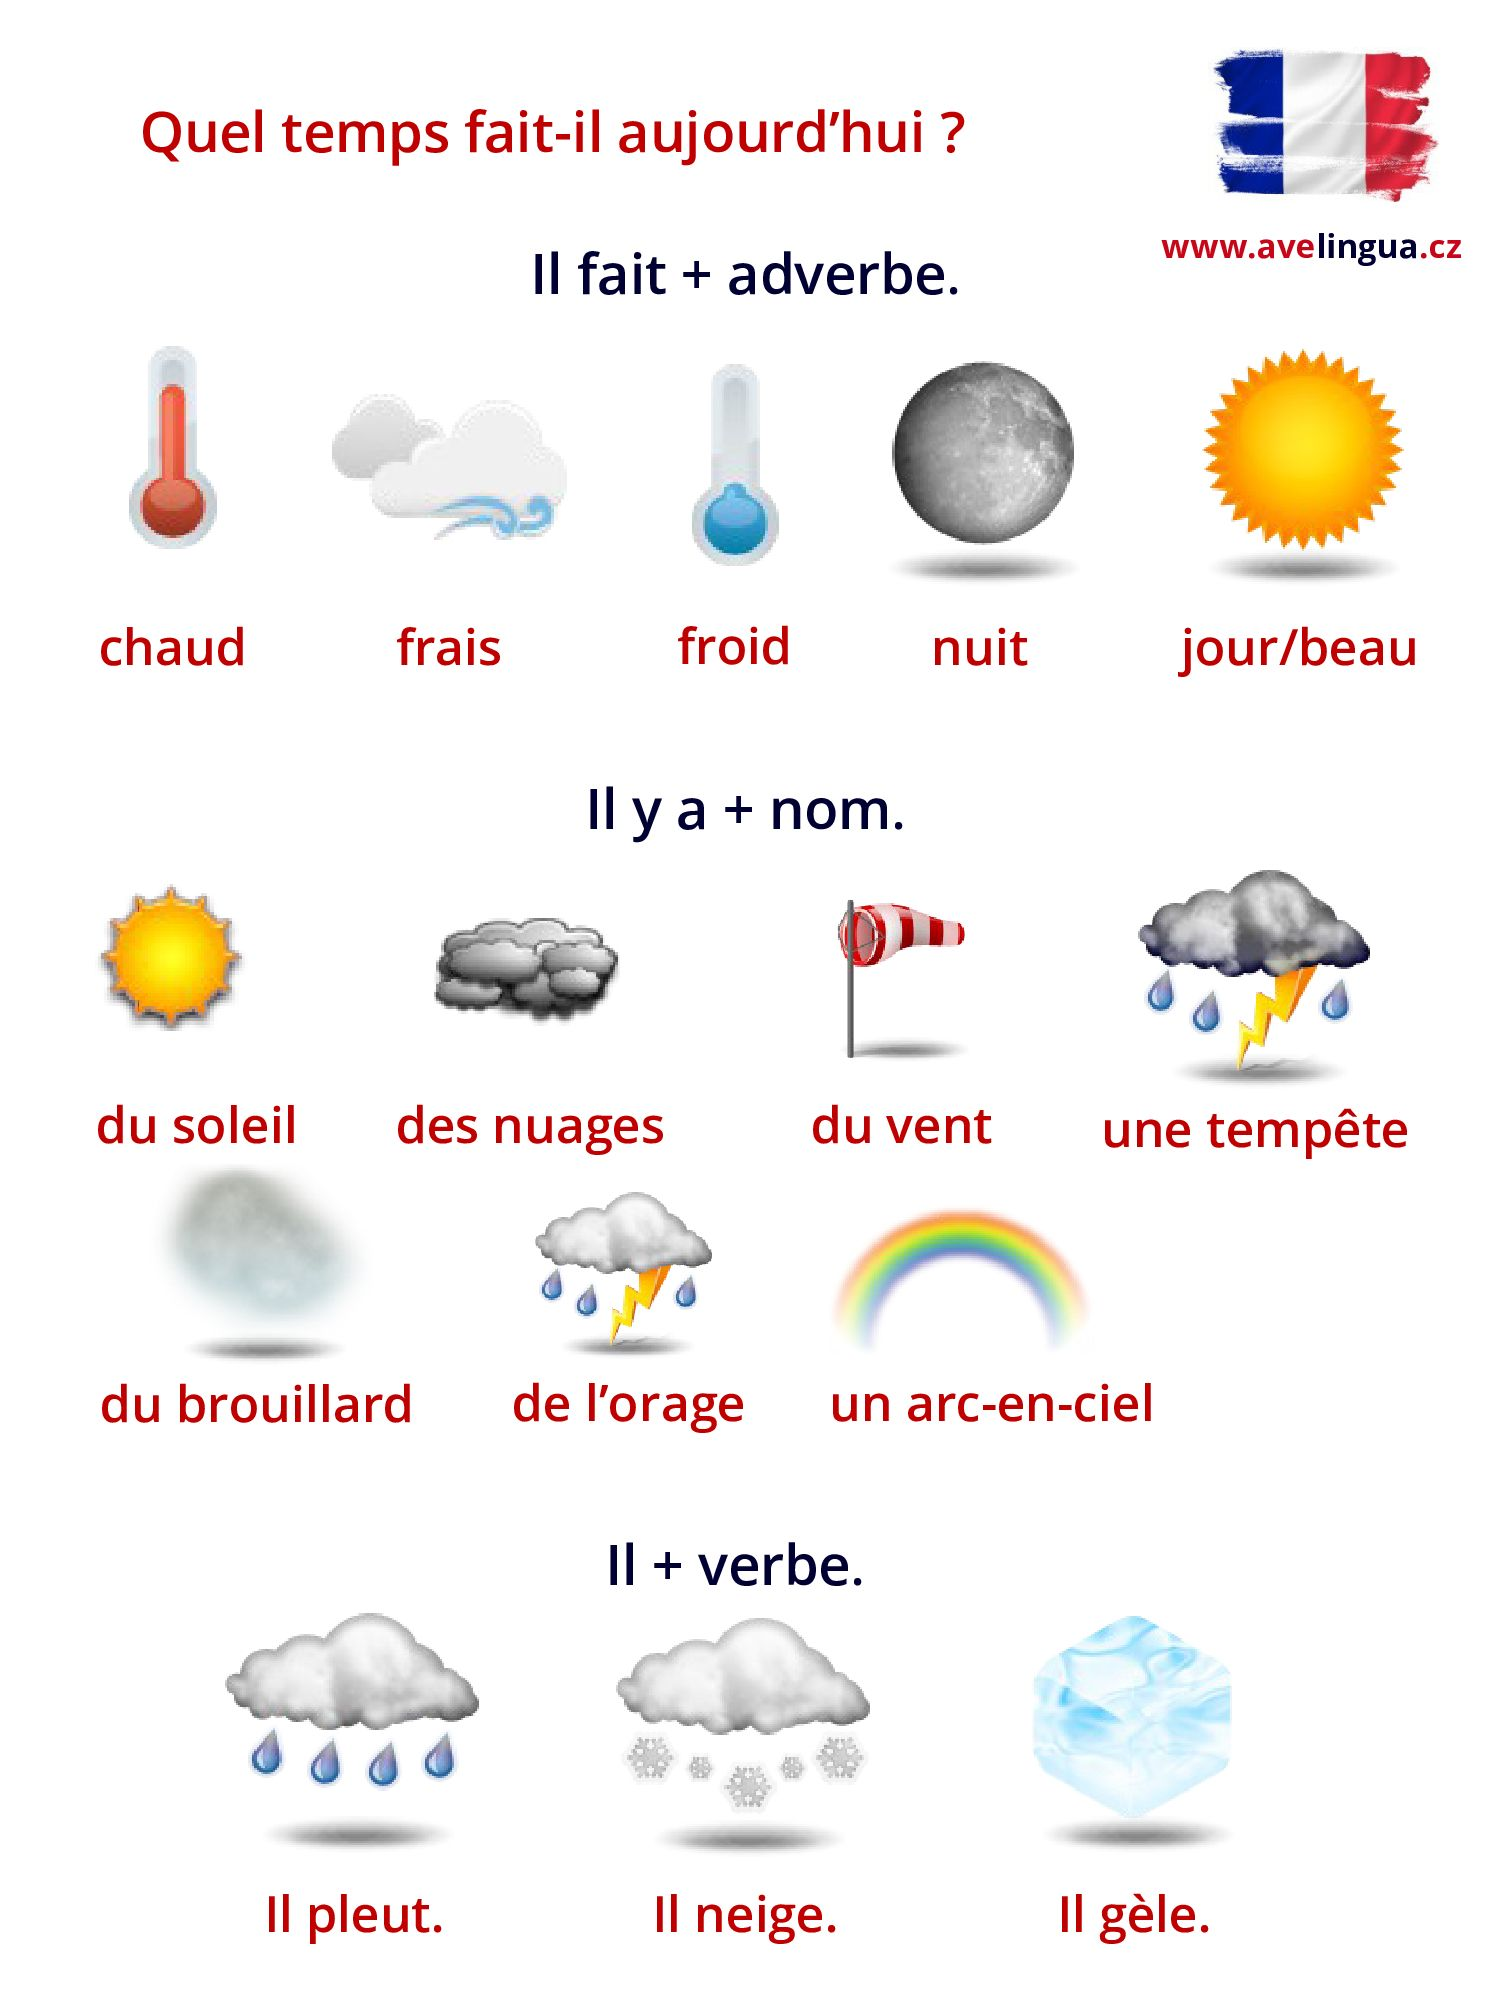 Quel temps fait-il aujourd’hui ?
www.avelingua.cz
Il fait + adverbe.
chaud frais froid nuit jour/beau
Il y a + nom.
du soleil des nuages du vent une tempête
du brouillard de l’orage un arc-en-ciel
Il + verbe.
Il pleut. Il neige. Il gèle.